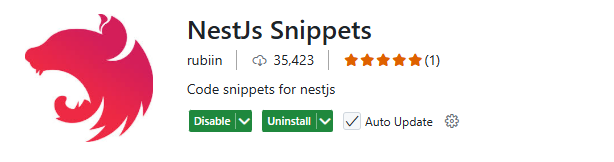 NestJs Snippets
rubiin 35,423 (1)
Code snippets for nestjs
Disable Uninstall Auto Update